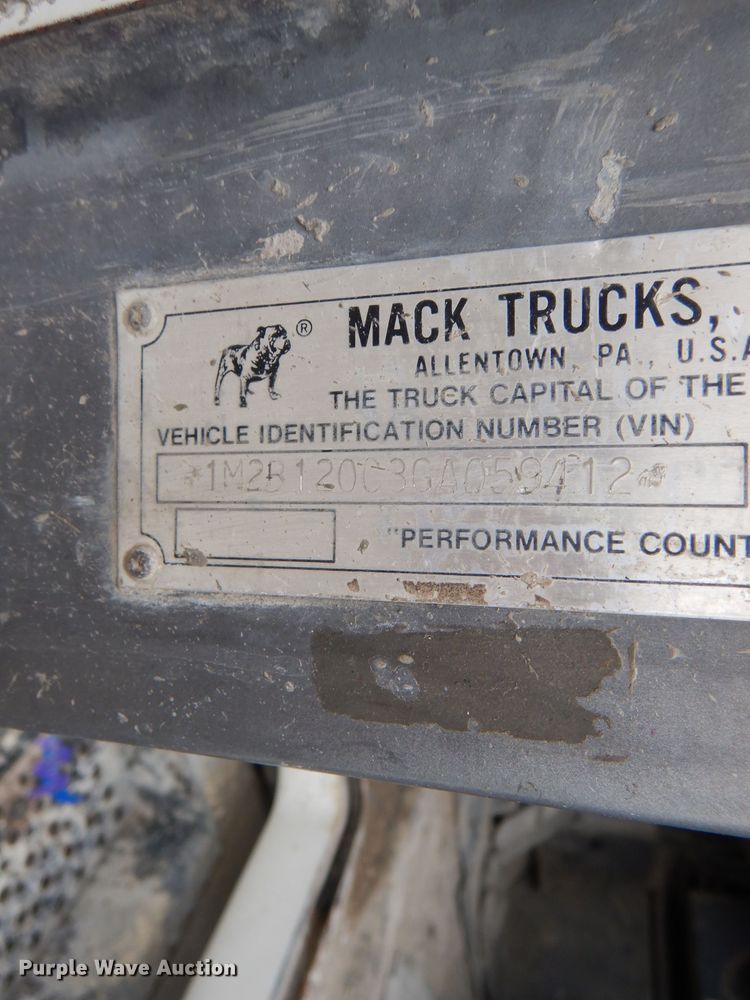 ®
MACK TRUCKS,
ALLENTOWN, PA., U.S.A
THE TRUCK CAPITAL OF THE
VEHICLE IDENTIFICATION NUMBER (VIN)
*1M2B120C3GA059412*
"PERFORMANCE COUNT
Purple Wave Auction